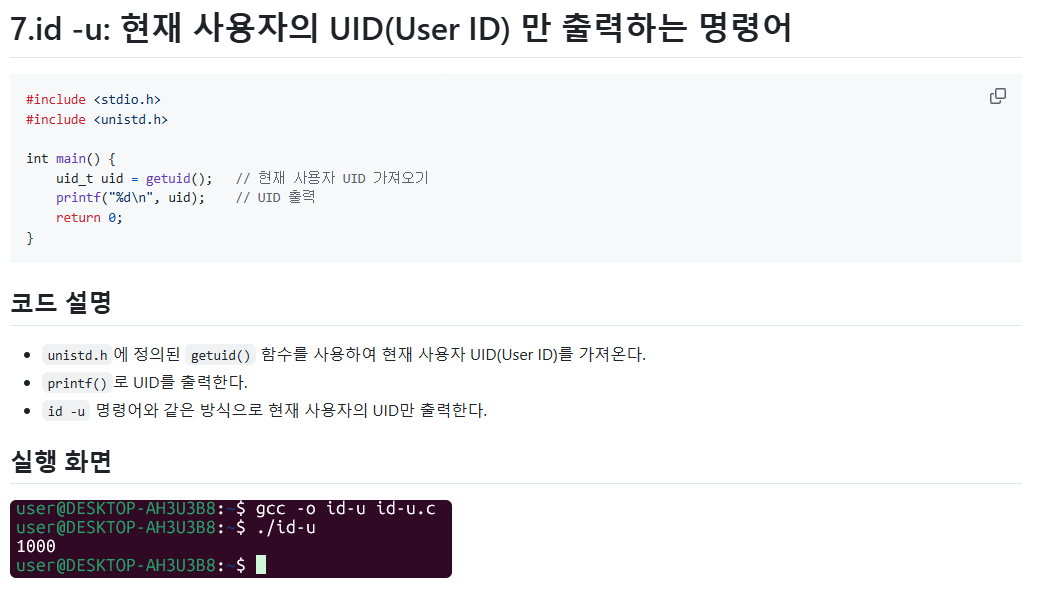 7.id -u: 현재 사용자의 UID(User ID) 만 출력하는 명령어
#include <stdio.h>
#include <unistd.h>
int main() {
    uid_t uid = getuid();   // 현재 사용자 UID 가져오기
    printf("%d\n", uid);    // UID 출력
    return 0;
}
코드 설명
unistd.h 에 정의된 getuid() 함수를 사용하여 현재 사용자 UID(User ID)를 가져온다.
printf() 로 UID를 출력한다.
id -u 명령어와 같은 방식으로 현재 사용자의 UID만 출력한다.
실행 화면
user@DESKTOP-AH3U3B8:~$ gcc -o id-u id-u.c
user@DESKTOP-AH3U3B8:~$ ./id-u
1000
user@DESKTOP-AH3U3B8:~$